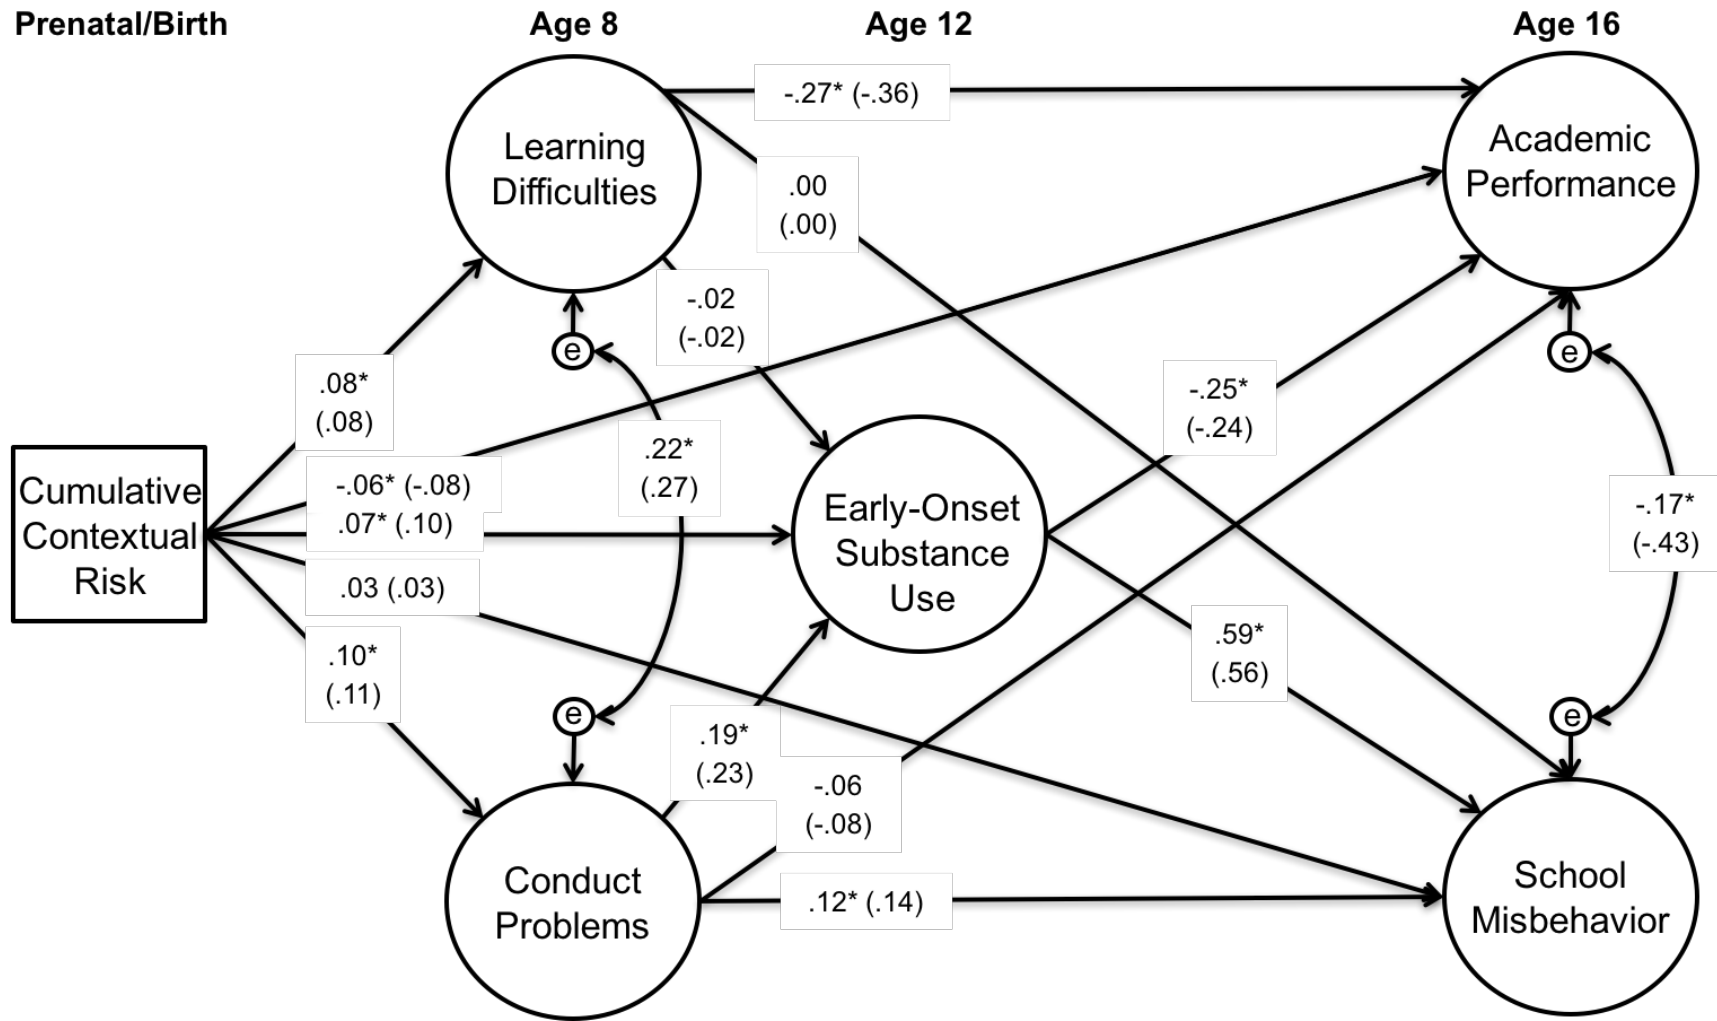 Prenatal/Birth
Age 8
Age 12
Age 16
Learning
Difficulties
-.27* (-.36)
Academic
Performance
.00
(.00)
-.02
(-.02)
e
e
.08*
(.08)
-.25*
(-.24)
.22*
(.27)
Cumulative
Contextual
Risk
-.06* (-.08)
.07* (.10)
.03 (.03)
Early-Onset
Substance
Use
-.17*
(-.43)
.10*
(.11)
.59*
(.56)
e
e
.19*
(.23)
-.06
(-.08)
Conduct
Problems
.12* (.14)
School
Misbehavior